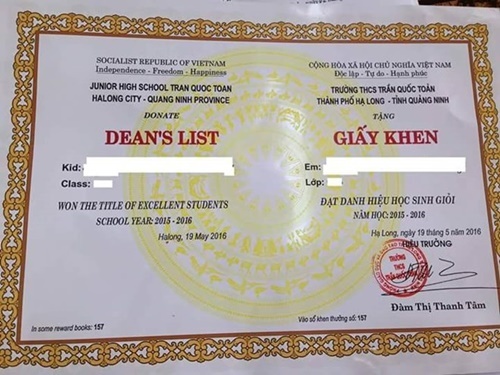 SOCIALIST REPUBLIC OF VIETNAM
Independence - Freedom - Happiness
JUNIOR HIGH SCHOOL TRAN QUOC TOAN
HALONG CITY - QUANG NINH PROVINCE
DONATE
DEAN'S LIST
Kid:
Class:
WON THE TITLE OF EXCELLENT STUDENTS
SCHOOL YEAR: 2015 - 2016
Halong, 19 May 2016
In some reward books: 157
CỘNG HÒA XÃ HỘI CHỦ NGHĨA VIỆT NAM
Độc lập - Tự do - Hạnh phúc
TRƯỜNG THCS TRẦN QUỐC TOẢN
THÀNH PHỐ HẠ LONG - TỈNH QUẢNG NINH
TẶNG
GIẤY KHEN
Em:
Lớp:
ĐẠT DANH HIỆU HỌC SINH GIỎI
NĂM HỌC: 2015 - 2016
Hạ Long, ngày 19 tháng 5 năm 2016
HIỆU TRƯỞNG
TRƯỜNG
THCS
Đàm Thị Thanh Tâm
Vào sổ khen thưởng số: 157